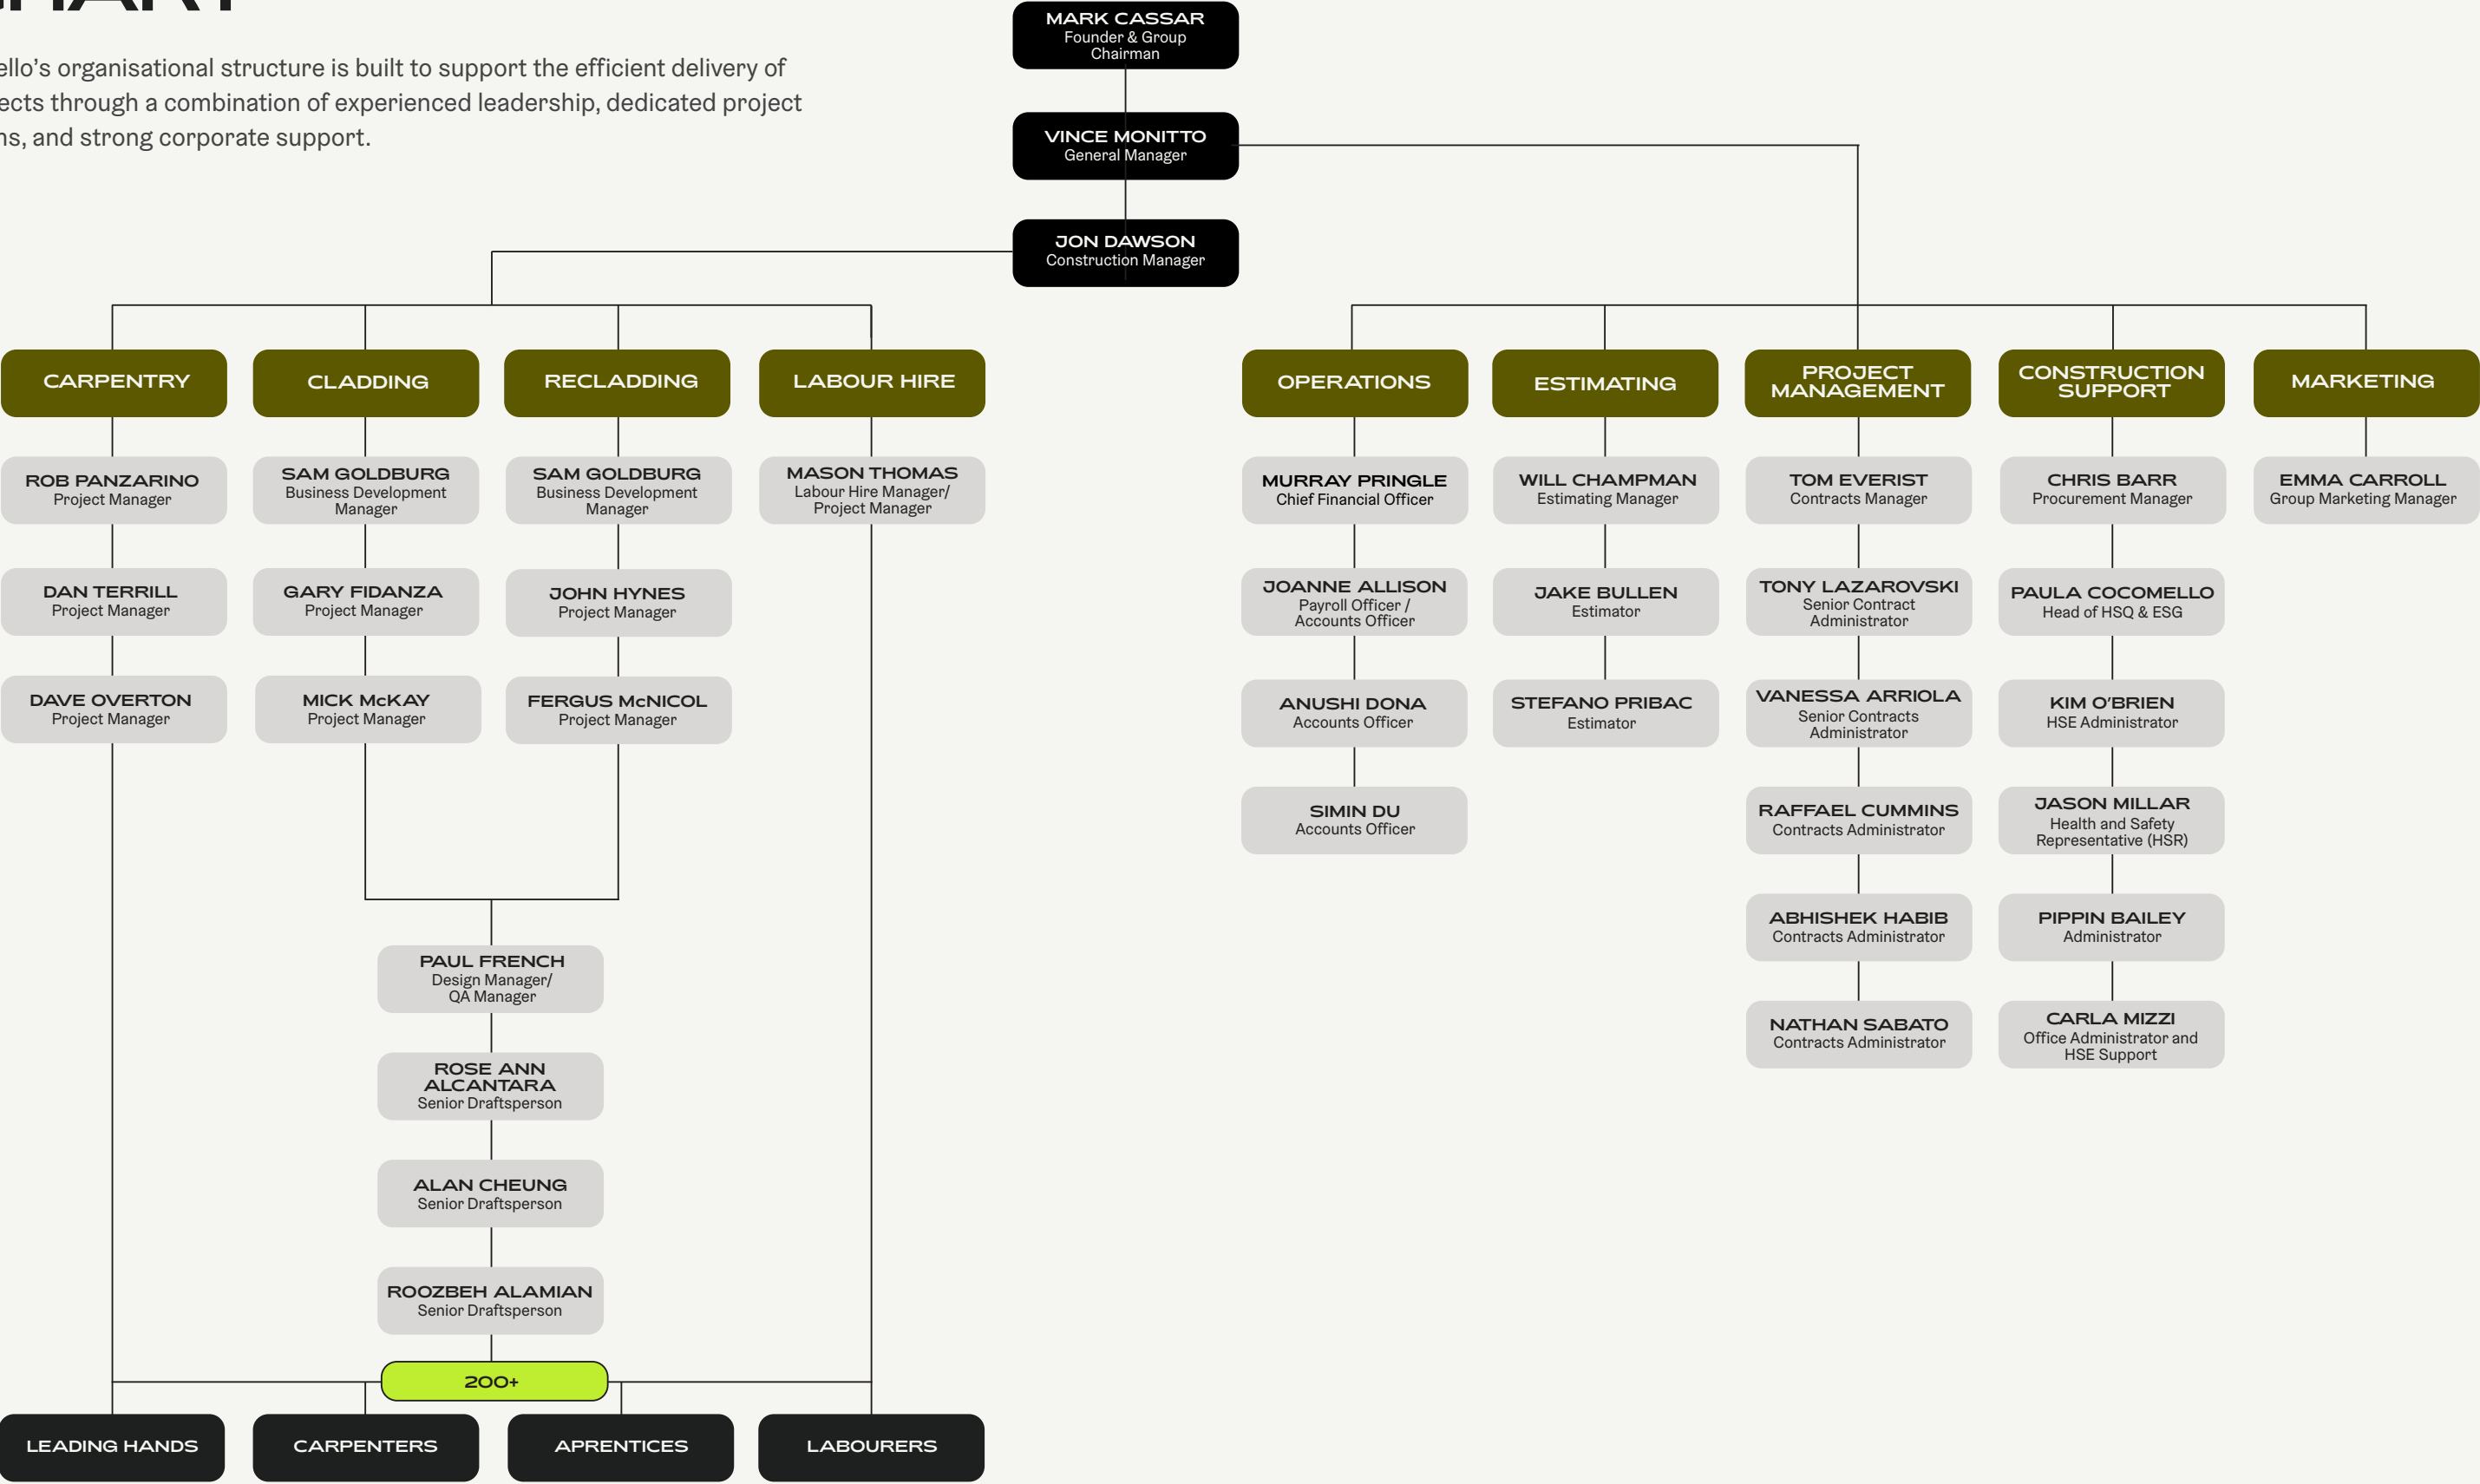 ello's organisational structure is built to support the efficient delivery of
ects through a combination of experienced leadership, dedicated project
ns, and strong corporate support.
MARK CASSAR
Founder & Group
Chairman
VINCE MONITTO
General Manager
JON DAWSON
Construction Manager
CARPENTRY
ROB PANZARINO
Project Manager
DAN TERRILL
Project Manager
DAVE OVERTON
Project Manager
CLADDING
SAM GOLDBURG
Business Development
Manager
GARY FIDANZA
Project Manager
MICK McKAY
Project Manager
RECLADDING
SAM GOLDBURG
Business Development
Manager
JOHN HYNES
Project Manager
FERGUS McNICOL
Project Manager
LABOUR HIRE
MASON THOMAS
Labour Hire Manager/
Project Manager
PAUL FRENCH
Design Manager/
QA Manager
ROSE ANN
ALCANTARA
Senior Draftsperson
ALAN CHEUNG
Senior Draftsperson
ROOZBEH ALAMIAN
Senior Draftsperson
200+
LEADING HANDS
CARPENTERS
APRENTICES
LABOURERS
OPERATIONS
MURRAY PRINGLE
Chief Financial Officer
JOANNE ALLISON
Payroll Officer /
Accounts Officer
ANUSHI DONA
Accounts Officer
SIMIN DU
Accounts Officer
ESTIMATING
WILL CHAMPMAN
Estimating Manager
JAKE BULLEN
Estimator
STEFANO PRIBAC
Estimator
PROJECT
MANAGEMENT
TOM EVERIST
Contracts Manager
TONY LAZAROVSKI
Senior Contract
Administrator
VANESSA ARRIOLA
Senior Contracts
Administrator
RAFFAEL CUMMINS
Contracts Administrator
ABHISHEK HABIB
Contracts Administrator
NATHAN SABATO
Contracts Administrator
CONSTRUCTION
SUPPORT
CHRIS BARR
Procurement Manager
PAULA COCOMELLO
Head of HSQ & ESG
KIM O'BRIEN
HSE Administrator
JASON MILLAR
Health and Safety
Representative (HSR)
PIPPIN BAILEY
Administrator
CARLA MIZZI
Office Administrator and
HSE Support
MARKETING
EMMA CARROLL
Group Marketing Manager